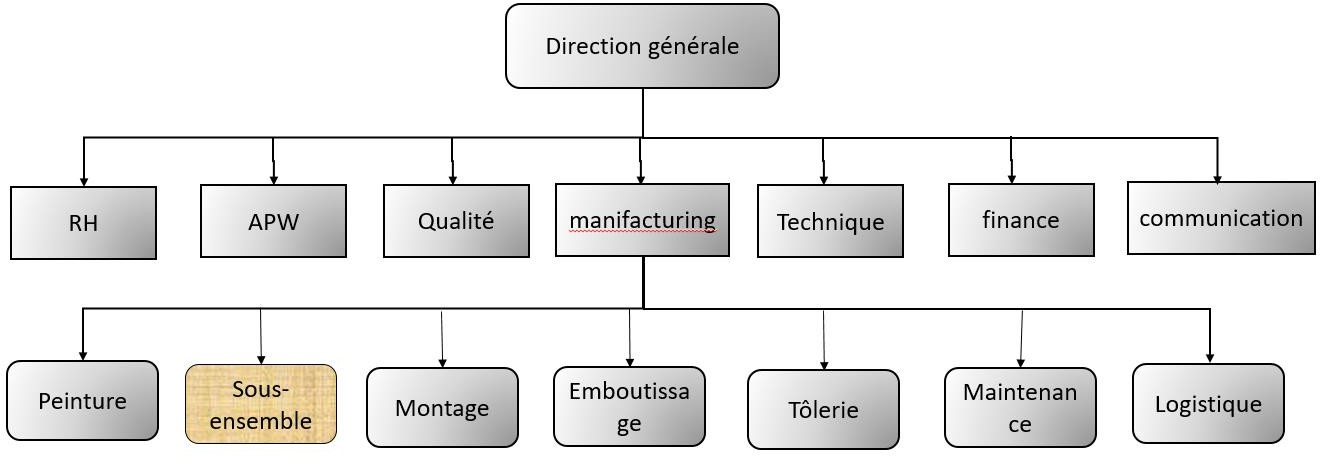 Direction générale
RH
APW
Qualité
manifacturing
Technique
finance
communication
Peinture
Sous-
ensemble
Montage
Emboutissa
ge
Tôlerie
Maintenan
ce
Logistique